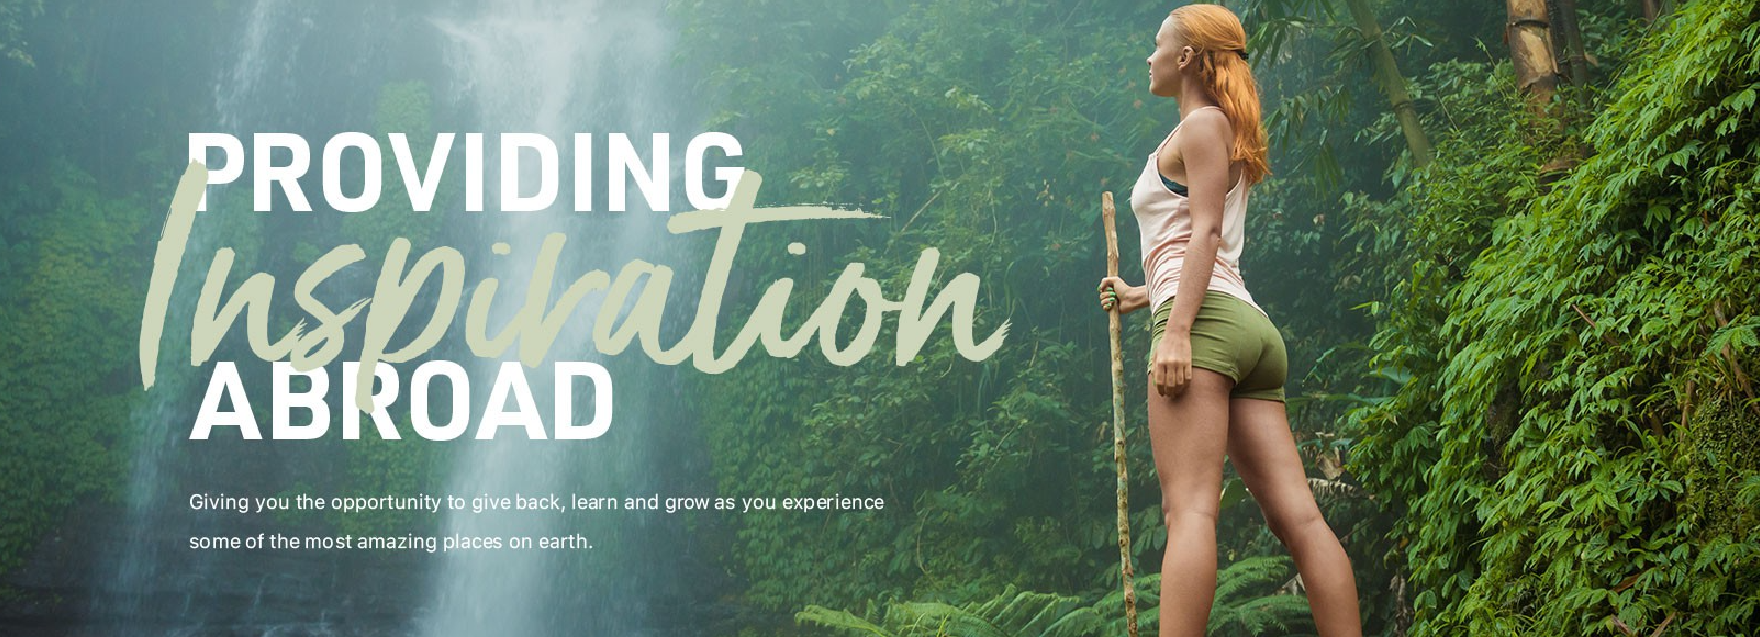 PROVIDING
Inspiration
ABROAD
Giving you the opportunity to give back, learn and grow as you experience
some of the most amazing places on earth.